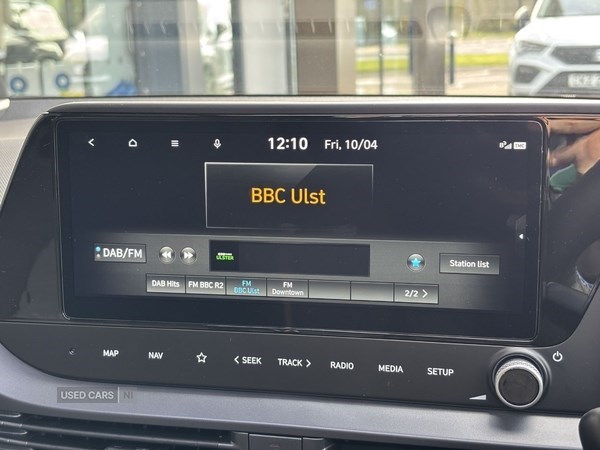 12:10 Fri, 10/04
BBC Ulst
DAB/FM
ULSTER
Station list
DAB Hits FM BBC R2 FM BBC Ulst FM Downtown 2/2 >
MAP NAV < SEEK TRACK > RADIO MEDIA SETUP
USED CARS NI